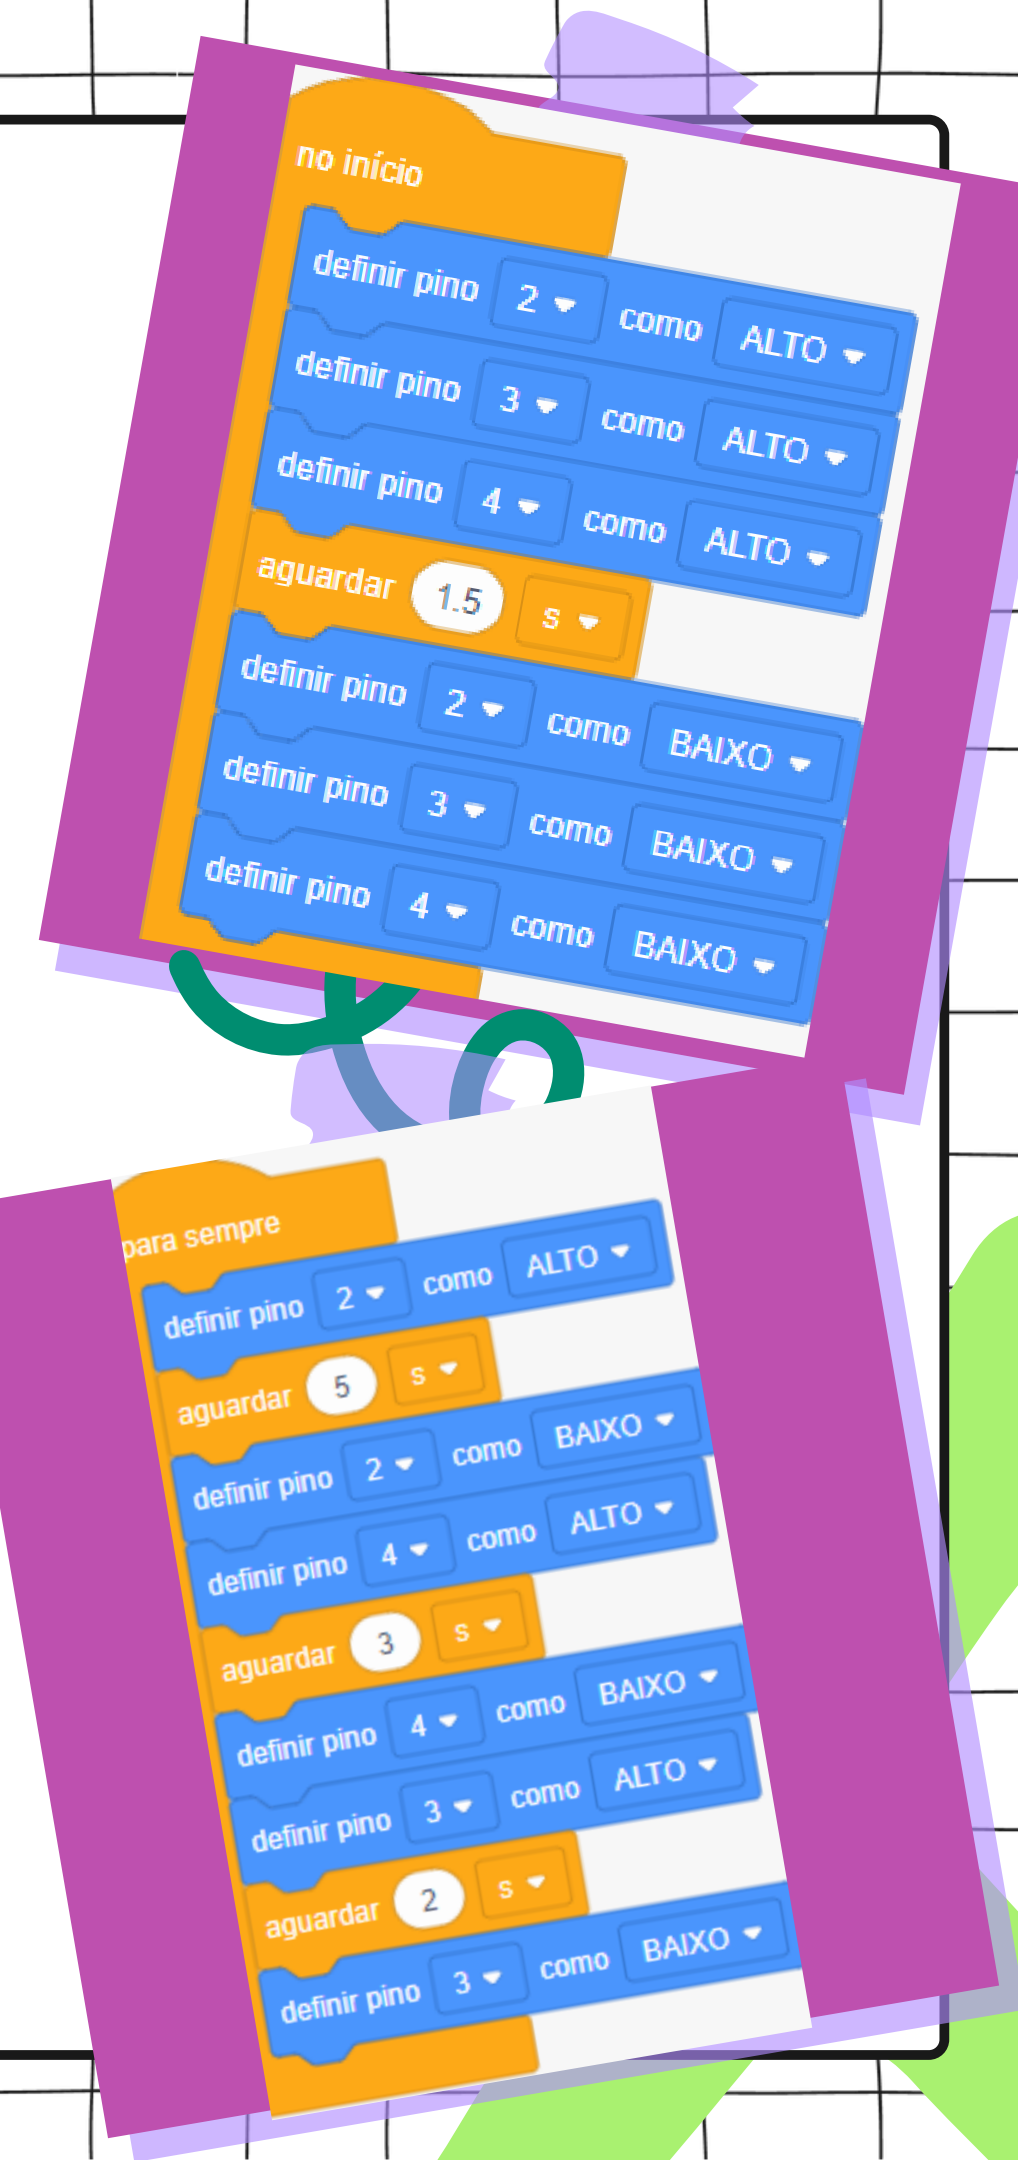 no início
definir pino 2 como ALTO
definir pino 3 como ALTO
definir pino 4 como ALTO
aguardar 1.5 s
definir pino 2 como BAIXO
definir pino 3 como BAIXO
definir pino 4 como BAIXO
para sempre
definir pino 2 como ALTO
aguardar 5 s
definir pino 2 como BAIXO
definir pino 4 como ALTO
aguardar 3 s
definir pino 4 como BAIXO
definir pino 3 como ALTO
aguardar 2 s
definir pino 3 como BAIXO